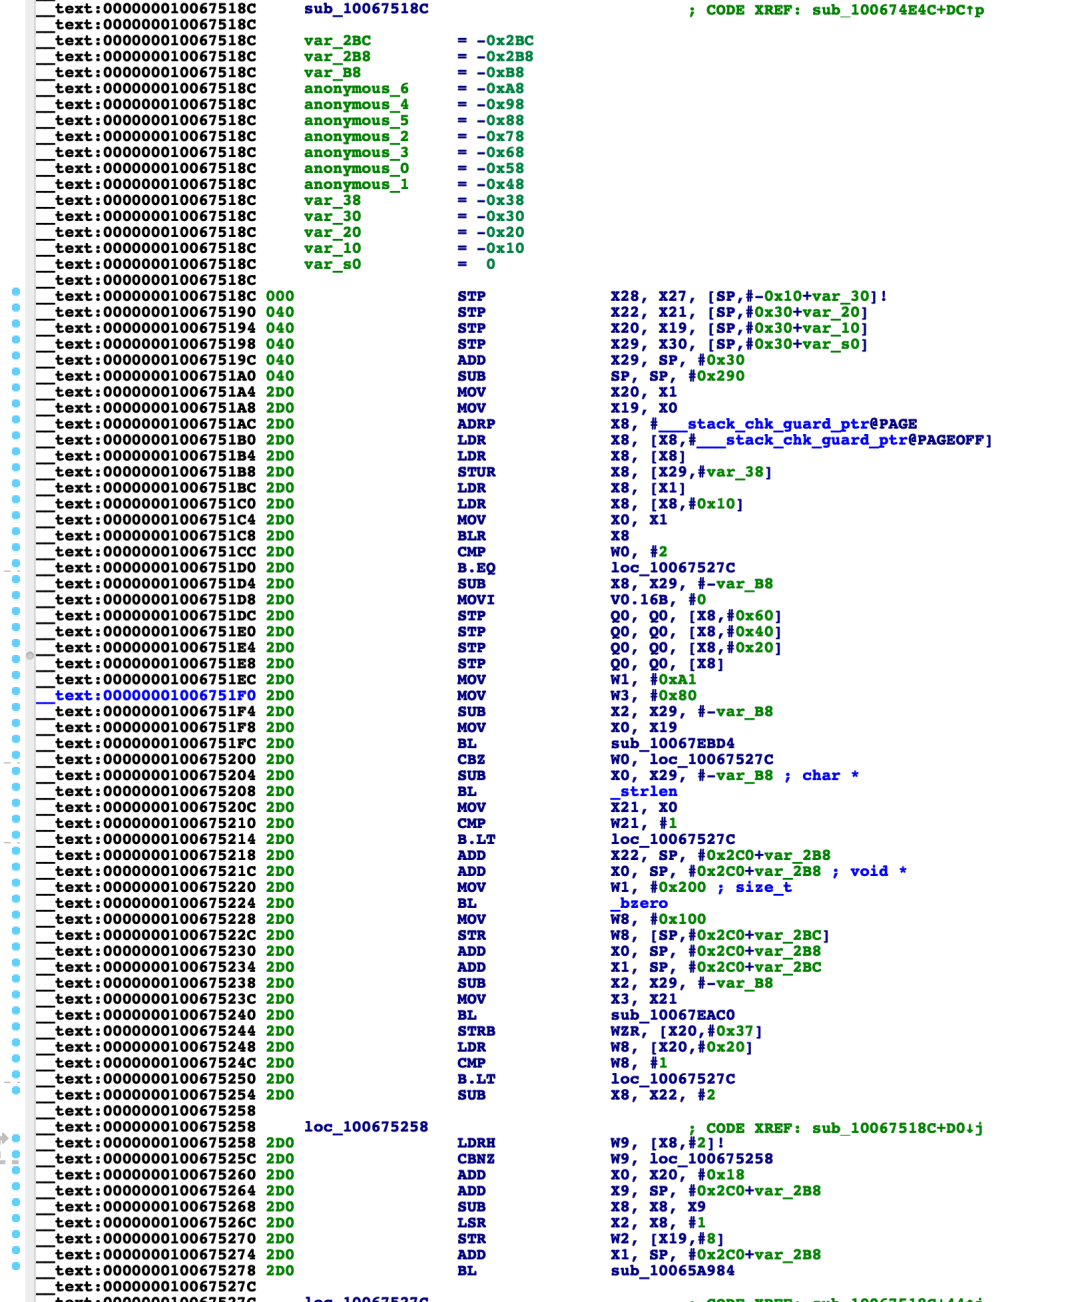 __text:000000010067518C sub_10067518C ; CODE XREF: sub_100674E4C+DC↑p
__text:000000010067518C
__text:000000010067518C var_2BC = -0x2BC
__text:000000010067518C var_2B8 = -0x2B8
__text:000000010067518C var_B8 = -0xB8
__text:000000010067518C anonymous_6 = -0xA8
__text:000000010067518C anonymous_4 = -0x98
__text:000000010067518C anonymous_5 = -0x88
__text:000000010067518C anonymous_2 = -0x78
__text:000000010067518C anonymous_3 = -0x68
__text:000000010067518C anonymous_0 = -0x58
__text:000000010067518C anonymous_1 = -0x48
__text:000000010067518C var_38 = -0x38
__text:000000010067518C var_30 = -0x30
__text:000000010067518C var_20 = -0x20
__text:000000010067518C var_10 = -0x10
__text:000000010067518C var_s0 = 0
__text:000000010067518C
__text:000000010067518C 000 STP X28, X27, [SP,#-0x10+var_30]!
__text:0000000100675190 040 STP X22, X21, [SP,#0x30+var_20]
__text:0000000100675194 040 STP X20, X19, [SP,#0x30+var_10]
__text:0000000100675198 040 STP X29, X30, [SP,#0x30+var_s0]
__text:000000010067519C 040 ADD X29, SP, #0x30
__text:00000001006751A0 040 SUB SP, SP, #0x290
__text:00000001006751A4 2D0 MOV X20, X1
__text:00000001006751A8 2D0 MOV X19, X0
__text:00000001006751AC 2D0 ADRP X8, #___stack_chk_guard_ptr@PAGE
__text:00000001006751B0 2D0 LDR X8, [X8,#___stack_chk_guard_ptr@PAGEOFF]
__text:00000001006751B4 2D0 LDR X8, [X8]
__text:00000001006751B8 2D0 STUR X8, [X29,#var_38]
__text:00000001006751BC 2D0 LDR X8, [X1]
__text:00000001006751C0 2D0 LDR X8, [X8,#0x10]
__text:00000001006751C4 2D0 MOV X0, X1
__text:00000001006751C8 2D0 BLR X8
__text:00000001006751CC 2D0 CMP W0, #2
__text:00000001006751D0 2D0 B.EQ loc_10067527C
__text:00000001006751D4 2D0 SUB X8, X29, #-var_B8
__text:00000001006751D8 2D0 MOVI V0.16B, #0
__text:00000001006751DC 2D0 STP Q0, Q0, [X8,#0x60]
__text:00000001006751E0 2D0 STP Q0, Q0, [X8,#0x40]
__text:00000001006751E4 2D0 STP Q0, Q0, [X8,#0x20]
__text:00000001006751E8 2D0 STP Q0, Q0, [X8]
__text:00000001006751EC 2D0 MOV W1, #0xA1
__text:00000001006751F0 2D0 MOV W3, #0x80
__text:00000001006751F4 2D0 SUB X2, X29, #-var_B8
__text:00000001006751F8 2D0 MOV X0, X19
__text:00000001006751FC 2D0 BL sub_10067EBD4
__text:0000000100675200 2D0 CBZ W0, loc_10067527C
__text:0000000100675204 2D0 SUB X0, X29, #-var_B8 ; char *
__text:0000000100675208 2D0 BL _strlen
__text:000000010067520C 2D0 MOV X21, X0
__text:0000000100675210 2D0 CMP W21, #1
__text:0000000100675214 2D0 B.LT loc_10067527C
__text:0000000100675218 2D0 ADD X22, SP, #0x2C0+var_2B8
__text:000000010067521C 2D0 ADD X0, SP, #0x2C0+var_2B8 ; void *
__text:0000000100675220 2D0 MOV W1, #0x200 ; size_t
__text:0000000100675224 2D0 BL _bzero
__text:0000000100675228 2D0 MOV W8, #0x100
__text:000000010067522C 2D0 STR W8, [SP,#0x2C0+var_2BC]
__text:0000000100675230 2D0 ADD X0, SP, #0x2C0+var_2B8
__text:0000000100675234 2D0 ADD X1, SP, #0x2C0+var_2BC
__text:0000000100675238 2D0 SUB X2, X29, #-var_B8
__text:000000010067523C 2D0 MOV X3, X21
__text:0000000100675240 2D0 BL sub_10067EAC0
__text:0000000100675244 2D0 STRB WZR, [X20,#0x37]
__text:0000000100675248 2D0 LDR W8, [X20,#0x20]
__text:000000010067524C 2D0 CMP W8, #1
__text:0000000100675250 2D0 B.LT loc_10067527C
__text:0000000100675254 2D0 SUB X8, X22, #2
__text:0000000100675258
__text:0000000100675258 loc_100675258 ; CODE XREF: sub_10067518C+D0↓j
__text:0000000100675258 2D0 LDRH W9, [X8,#2]!
__text:000000010067525C 2D0 CBNZ W9, loc_100675258
__text:0000000100675260 2D0 ADD X0, X20, #0x18
__text:0000000100675264 2D0 ADD X9, SP, #0x2C0+var_2B8
__text:0000000100675268 2D0 SUB X8, X8, X9
__text:000000010067526C 2D0 LSR X2, X8, #1
__text:0000000100675270 2D0 STR W2, [X19,#8]
__text:0000000100675274 2D0 ADD X1, SP, #0x2C0+var_2B8
__text:0000000100675278 2D0 BL sub_10065A984
__text:000000010067527C
__text:000000010067527C loc_10067527C ; CODE XREF: sub_10067518C+44↑j